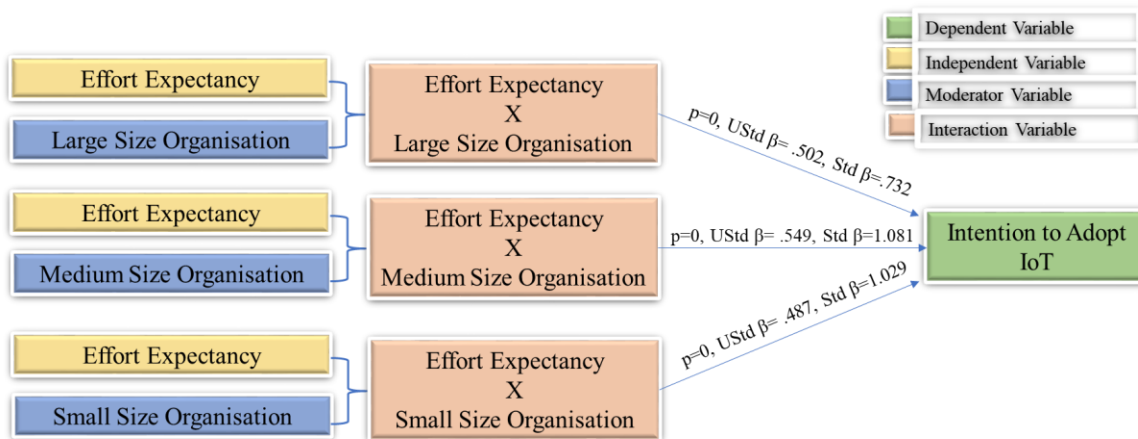 Dependent Variable
Independent Variable
Moderator Variable
Interaction Variable
Effort Expectancy
Large Size Organisation
Effort Expectancy
X
Large Size Organisation
p=0, UStd β= .502, Std β=.732
Effort Expectancy
Medium Size Organisation
Effort Expectancy
X
Medium Size Organisation
p=0, UStd β= .549, Std β=1.081
Intention to Adopt
IoT
Effort Expectancy
Small Size Organisation
Effort Expectancy
X
Small Size Organisation
p=0, UStd β= .487, Std β=1.029